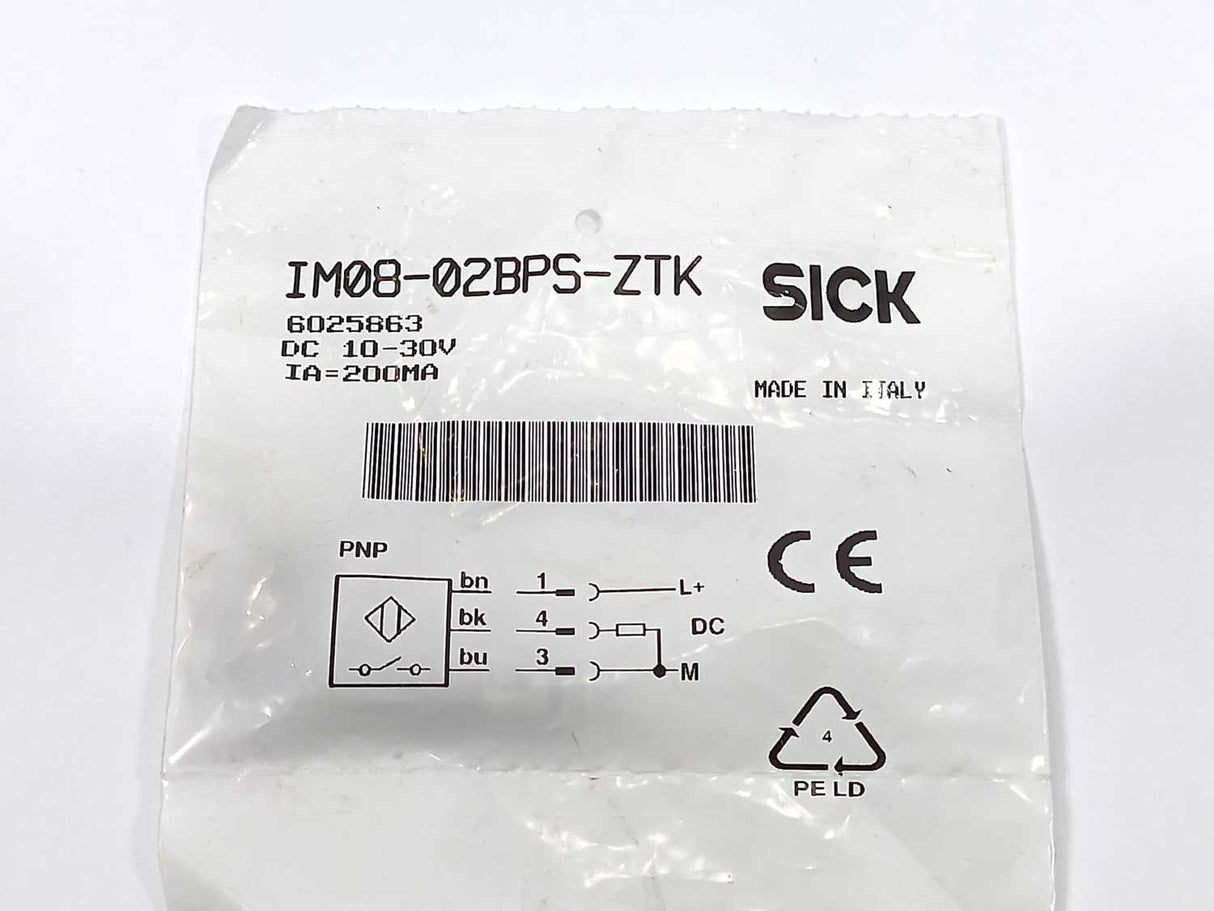 IM08-02BPS-ZTK
SICK
6025863
DC 10-30V
IA=200MA
MADE IN ITALY
PNP
bn 1 L+
bk 4 DC
bu 3 M
CE
4
PE LD